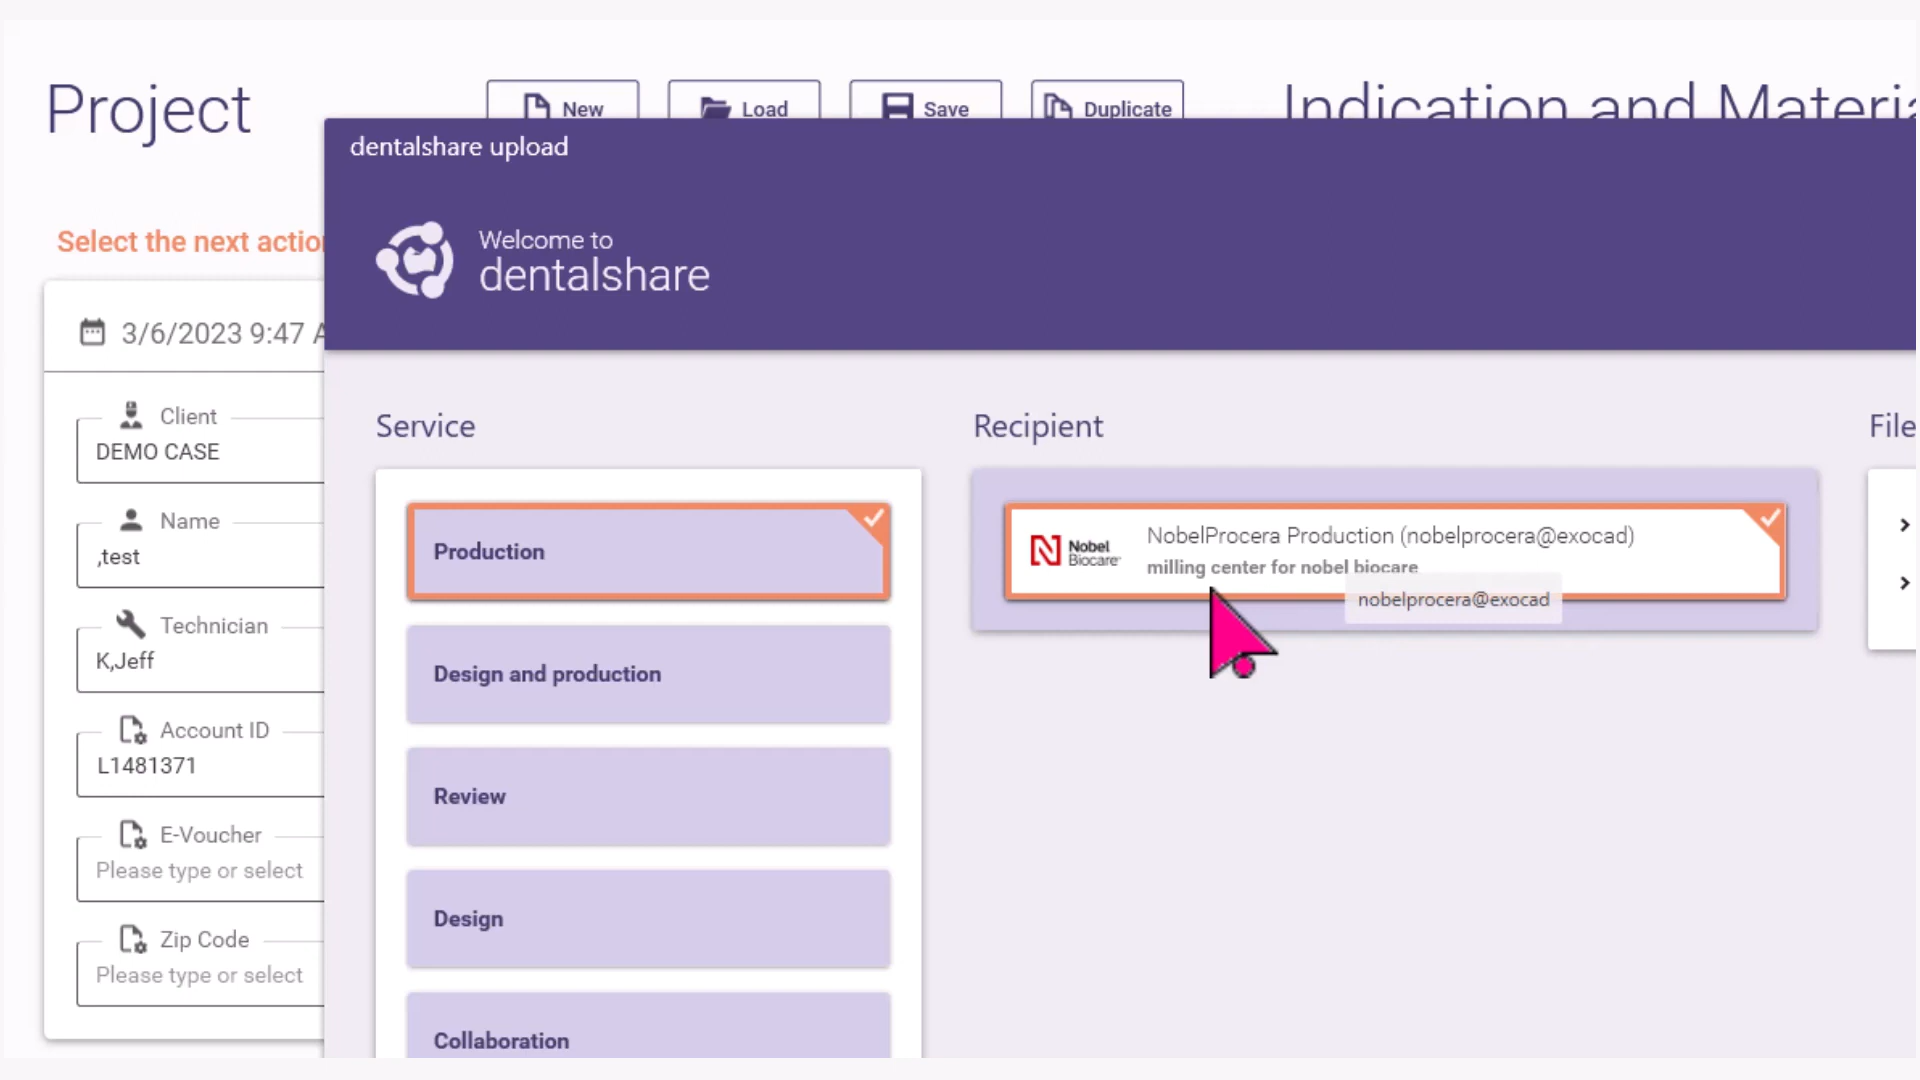 Project
New
Load
Save
Duplicate
Indication and Materia
dentalshare upload
Welcome to
dentalshare
Select the next actio
3/6/2023 9:47 A
Client
DEMO CASE
Name
,test
Technician
K,Jeff
Account ID
L1481371
E-Voucher
Please type or select
Zip Code
Please type or select
Service
Production
Design and production
Review
Design
Collaboration
Recipient
Nobel
Biocare™
NobelProcera Production (nobelprocera@exocad)
milling center for nobel biocare
nobelprocera@exocad
File